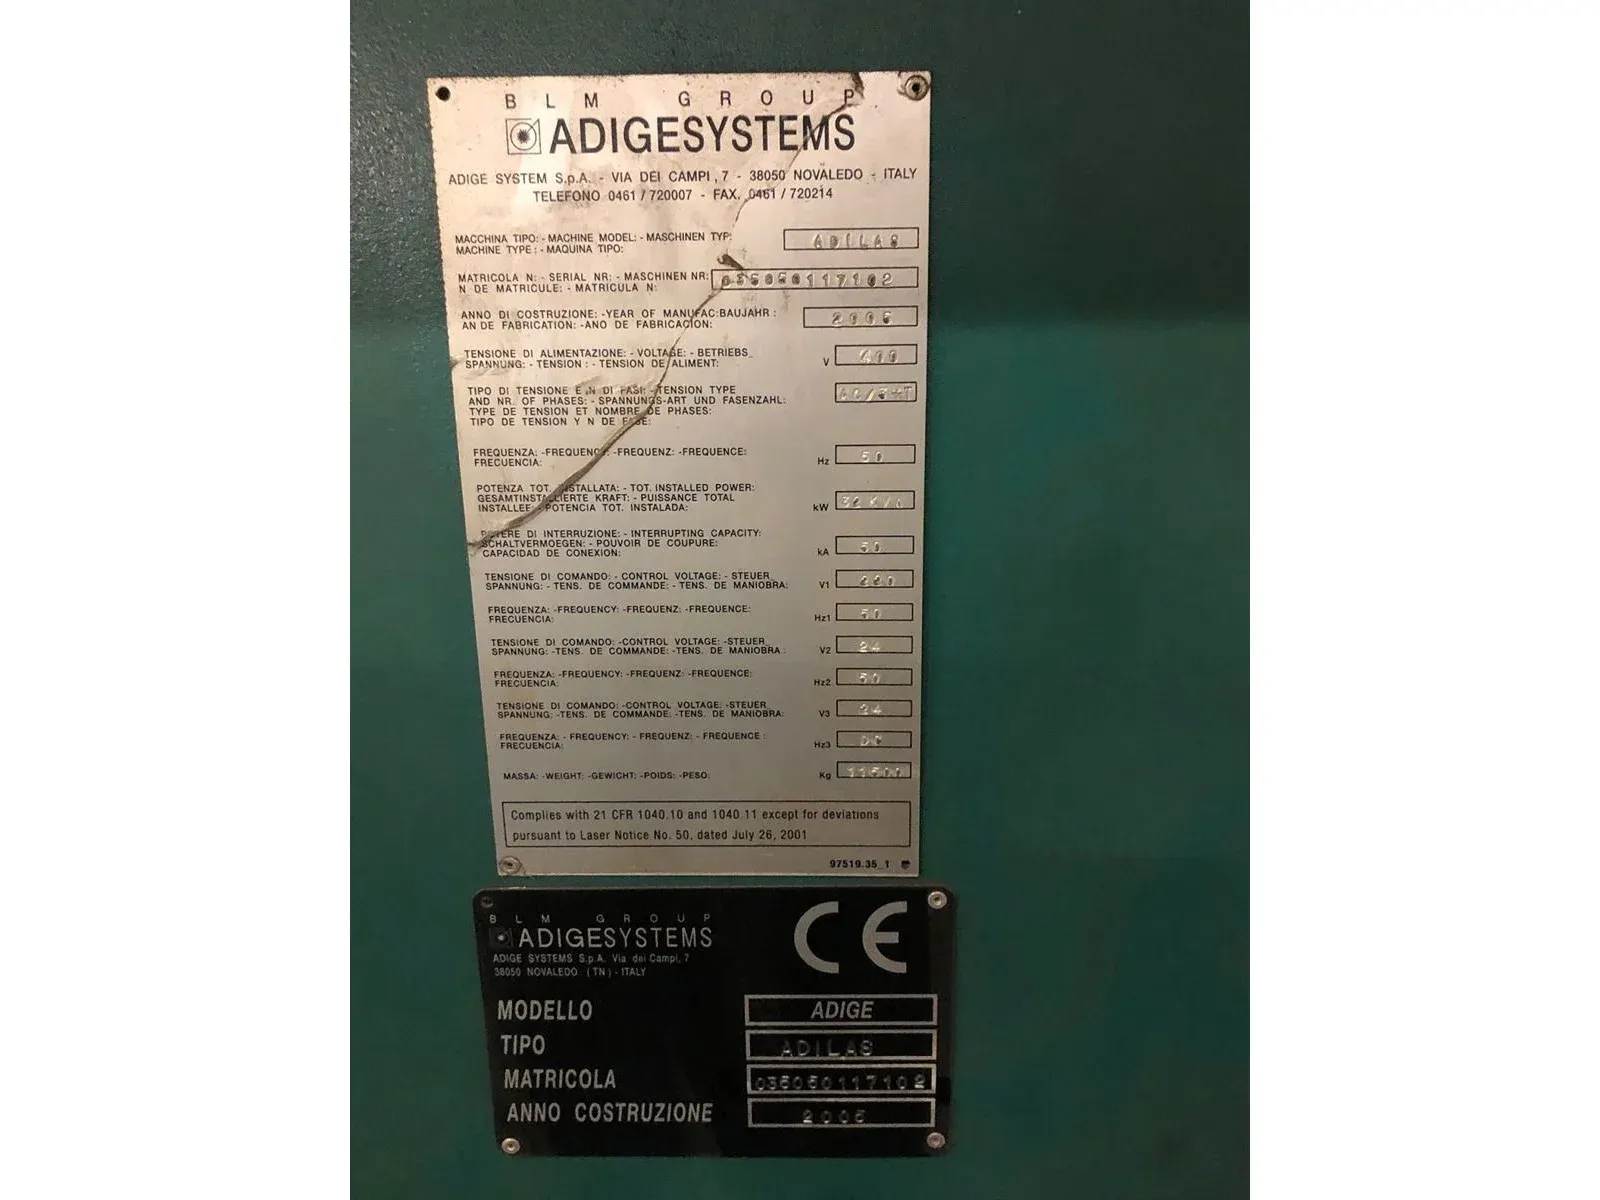 BLM GROUP
ADIGESYSTEMS
ADIGE SYSTEM S.p.A. - VIA DEI CAMPI, 7 - 38050 NOVALEDO - ITALY
TELEFONO 0461 / 720007 - FAX. 0461 / 720214
MACCHINA TIPO: - MACHINE MODEL: - MASCHINEN TYP: ADILAS
MACHINE TYPE: - MAQUINA TIPO:
MATRICOLA N: - SERIAL NR: - MASCHINEN NR:
N DE MATRICULE: - MATRICULA N:
ANNO DI COSTRUZIONE: -YEAR OF MANUFAC:BAUJAHR :
AN DE FABRICATION: -ANO DE FABRICACION:
TENSIONE DI ALIMENTAZIONE: - VOLTAGE: - BETRIEBS_
SPANNUNG: - TENSION : - TENSION DE ALIMENT: V 400
TIPO DI TENSIONE E N DI FASI: - TENSION TYPE
AND NR. OF PHASES: - SPANNUNGS-ART UND FASENZAHL:
TYPE DE TENSION ET NOMBRE DE PHASES:
TIPO DE TENSION Y N DE FASE:
FREQUENZA: -FREQUENCY: -FREQUENZ: -FREQUENCE:
FRECUENCIA: Hz 50
POTENZA TOT. INSTALLATA: - TOT. INSTALLED POWER:
GESAMTINSTALLIERTE KRAFT: - PUISSANCE TOTAL
INSTALLEE: - POTENCIA TOT. INSTALADA: kW
POTERE DI INTERRUZIONE: - INTERRUPTING CAPACITY:
SCHALTVERMOEGEN: - POUVOIR DE COUPURE:
CAPACIDAD DE CONEXION: kA 50
TENSIONE DI COMANDO: - CONTROL VOLTAGE: - STEUER_
SPANNUNG: - TENS. DE COMMANDE: - TENS. DE MANIOBRA: V1
FREQUENZA: -FREQUENCY: -FREQUENZ: -FREQUENCE:
FRECUENCIA: Hz1 50
TENSIONE DI COMANDO: -CONTROL VOLTAGE: -STEUER_
SPANNUNG: -TENS. DE COMMANDE: -TENS. DE MANIOBRA : V2 24
FREQUENZA: -FREQUENCY: -FREQUENZ: -FREQUENCE:
FRECUENCIA: Hz2 50
TENSIONE DI COMANDO: -CONTROL VOLTAGE: -STEUER_
SPANNUNG: -TENS. DE COMMANDE: -TENS. DE MANIOBRA: V3 24
FREQUENZA: - FREQUENCY: - FREQUENZ: - FREQUENCE :
FRECUENCIA: Hz3 DC
MASSA: -WEIGHT: -GEWICHT: -POIDS: -PESO: Kg 11500
Complies with 21 CFR 1040.10 and 1040.11 except for deviations
pursuant to Laser Notice No. 50, dated July 26, 2001
97519.35_1
BLM GROUP
ADIGESYSTEMS
ADIGE SYSTEMS S.p.A. Via dei Campi, 7
38050 NOVALEDO (TN) - ITALY
CE
MODELLO ADIGE
TIPO ADILAS
MATRICOLA
ANNO COSTRUZIONE